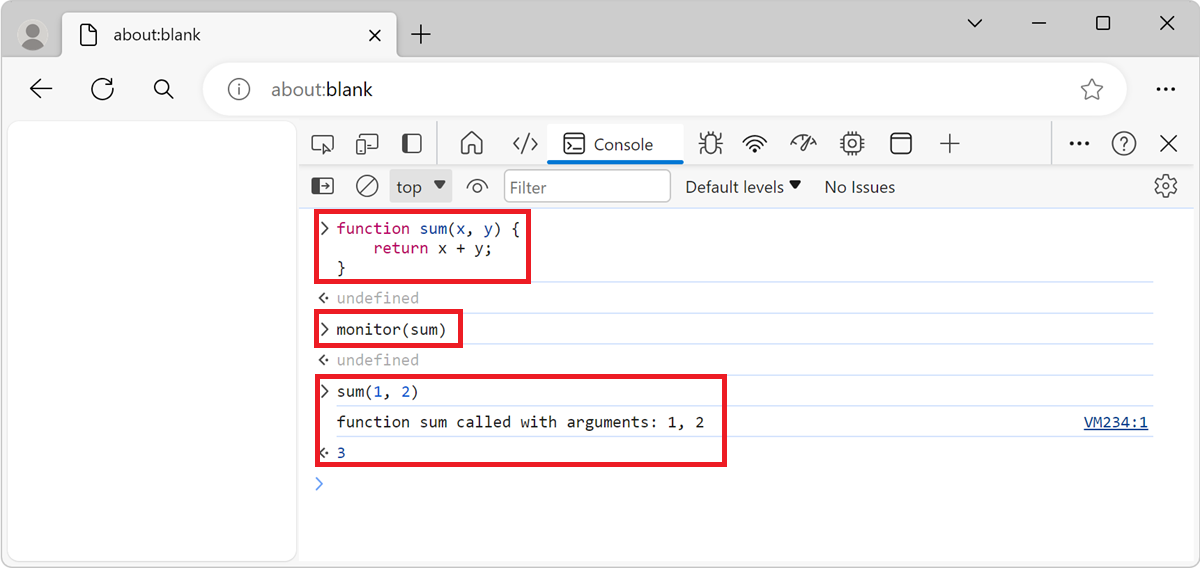 about:blank
about:blank
Console
top Filter Default levels No Issues
function sum(x, y) {
    return x + y;
}
undefined
monitor(sum)
undefined
sum(1, 2)
function sum called with arguments: 1, 2 VM234:1
3